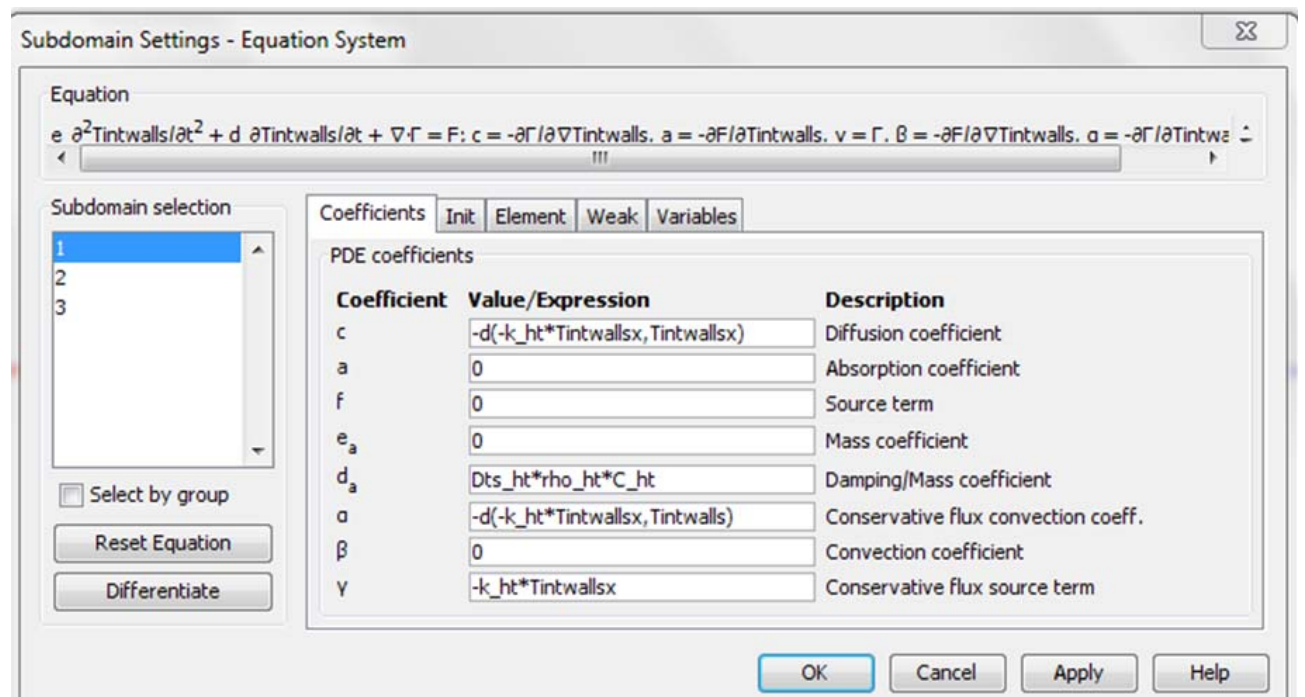 Subdomain Settings - Equation System
Equation
e ∂²Tintwalls/∂t² + d ∂Tintwalls/∂t + ∇·Γ = F; c = -∂Γ/∂∇Tintwalls, a = -∂F/∂Tintwalls, γ = Γ, β = -∂F/∂∇Tintwalls, α = -∂Γ/∂Tintwa
Subdomain selection
1
2
3
Select by group
Reset Equation
Differentiate
Coefficients Init Element Weak Variables
PDE coefficients
Coefficient Value/Expression Description
c -d(-k_ht*Tintwallsx,Tintwallsx) Diffusion coefficient
a 0 Absorption coefficient
f 0 Source term
eₐ 0 Mass coefficient
dₐ Dts_ht*rho_ht*C_ht Damping/Mass coefficient
α -d(-k_ht*Tintwallsx,Tintwalls) Conservative flux convection coeff.
β 0 Convection coefficient
γ -k_ht*Tintwallsx Conservative flux source term
OK Cancel Apply Help